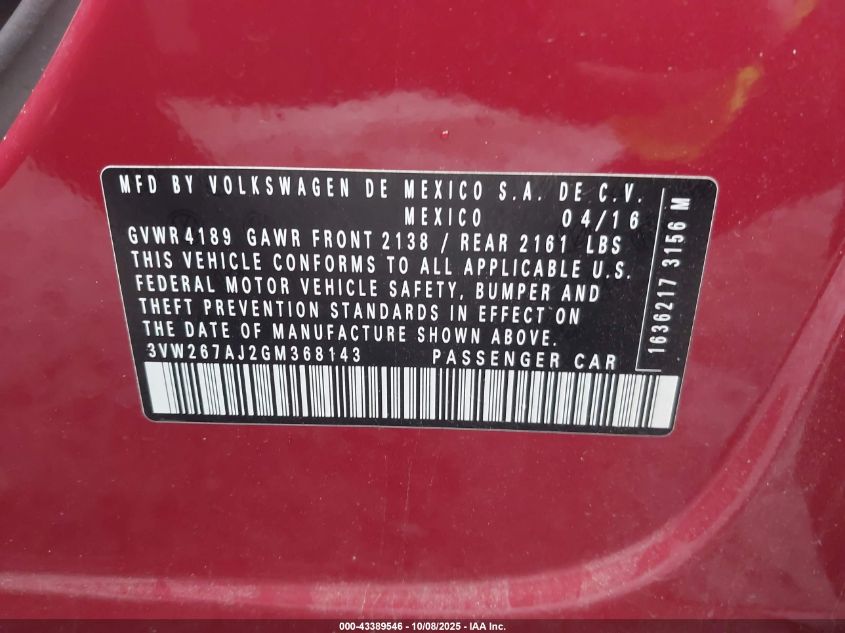 MFD BY VOLKSWAGEN DE MEXICO S.A. DE C.V.
MEXICO 04/16
GVWR 4189 GAWR FRONT 2138 / REAR 2161 LBS
THIS VEHICLE CONFORMS TO ALL APPLICABLE U.S.
FEDERAL MOTOR VEHICLE SAFETY, BUMPER AND
THEFT PREVENTION STANDARDS IN EFFECT ON
THE DATE OF MANUFACTURE SHOWN ABOVE.
3VW267AJ2GM368143 PASSENGER CAR
1636217 3156 M
000-43389546 - 10/08/2025 - IAA Inc.